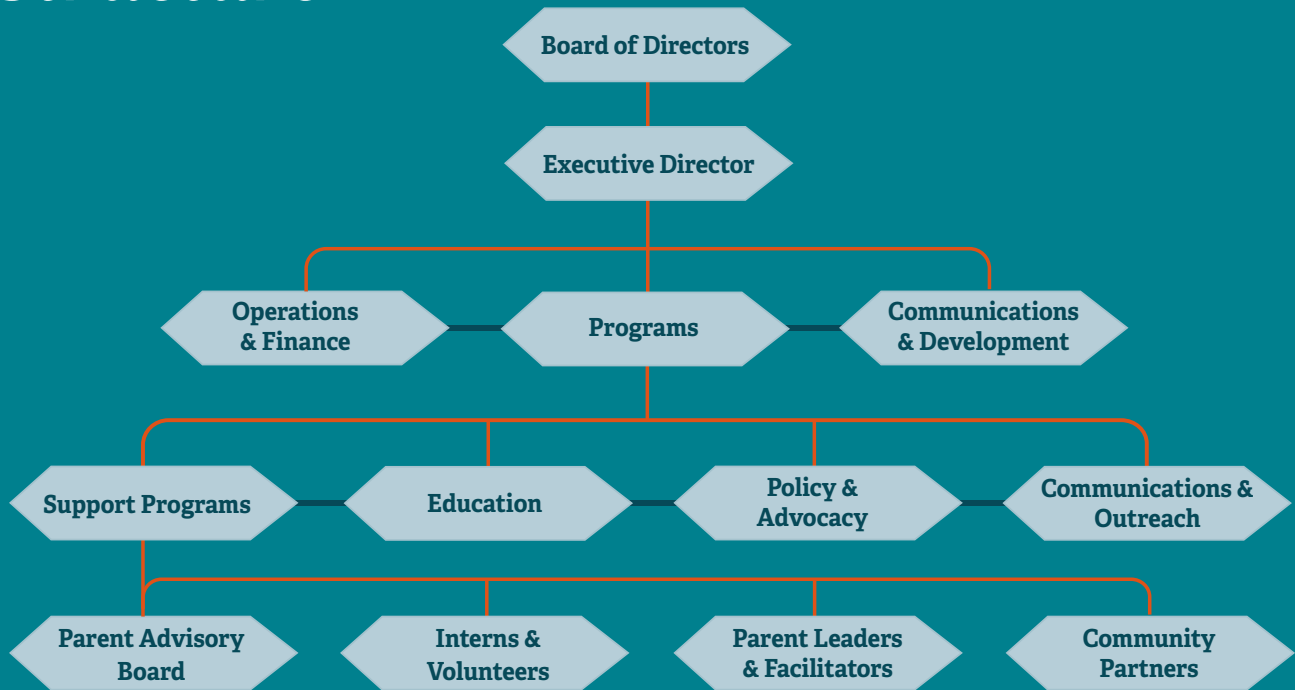 Board of Directors
Executive Director
Operations
& Finance
Programs
Communications
& Development
Support Programs
Education
Policy &
Advocacy
Communications &
Outreach
Parent Advisory
Board
Interns &
Volunteers
Parent Leaders
& Facilitators
Community
Partners